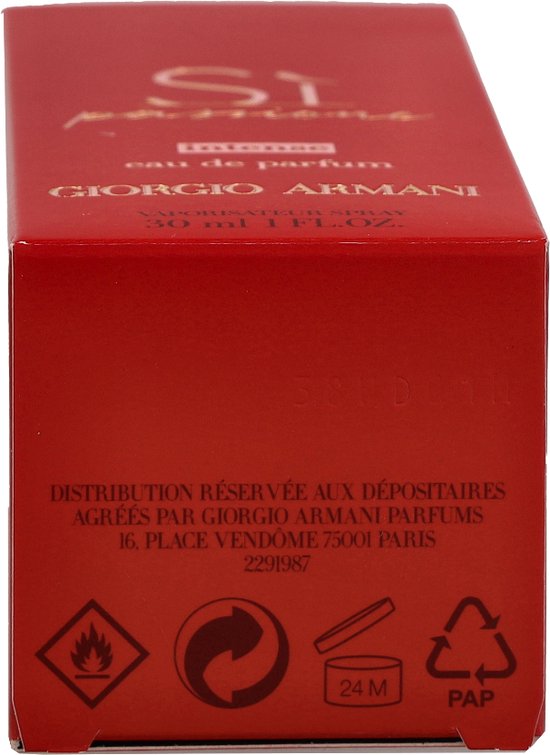 Sì
passione
intense
eau de parfum
GIORGIO ARMANI
VAPORISATEUR SPRAY
30 ml 1 FL.OZ.
DISTRIBUTION RÉSERVÉE AUX DÉPOSITAIRES
AGRÉÉS PAR GIORGIO ARMANI PARFUMS
16, PLACE VENDÔME 75001 PARIS
2291987
24 M
PAP